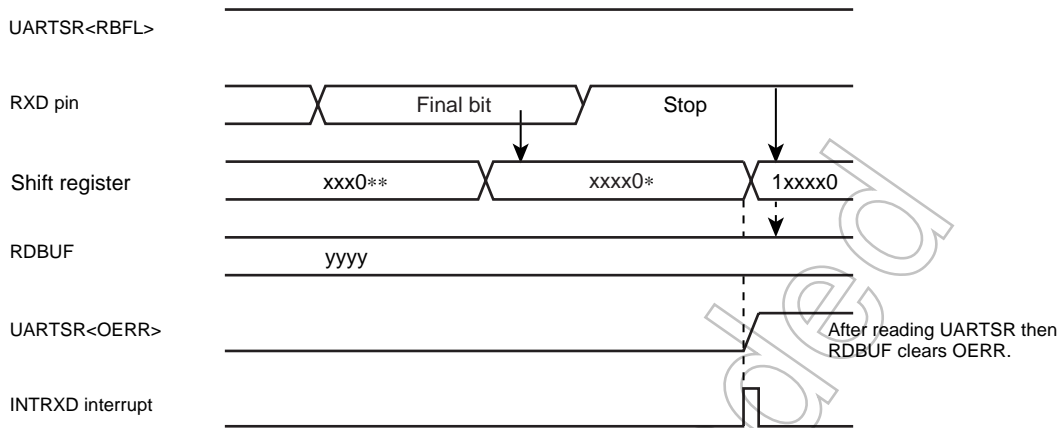 UARTSR<RBFL>
RXD pin
Final bit
Stop
Shift register
xxx0**
xxxx0*
1xxxx0
RDBUF
yyyy
UARTSR<OERR>
After reading UARTSR then
RDBUF clears OERR.
INTRXD interrupt
ded